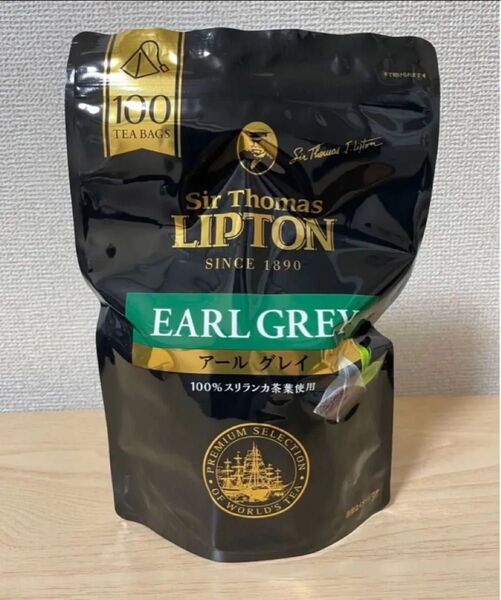 100
TEA BAGS
Sir Thomas J. Lipton
Sir Thomas
LIPTON
SINCE 1890
EARL GREY
アール グレイ
100%スリランカ茶葉使用
PREMIUM SELECTION
OF WORLD'S TEA